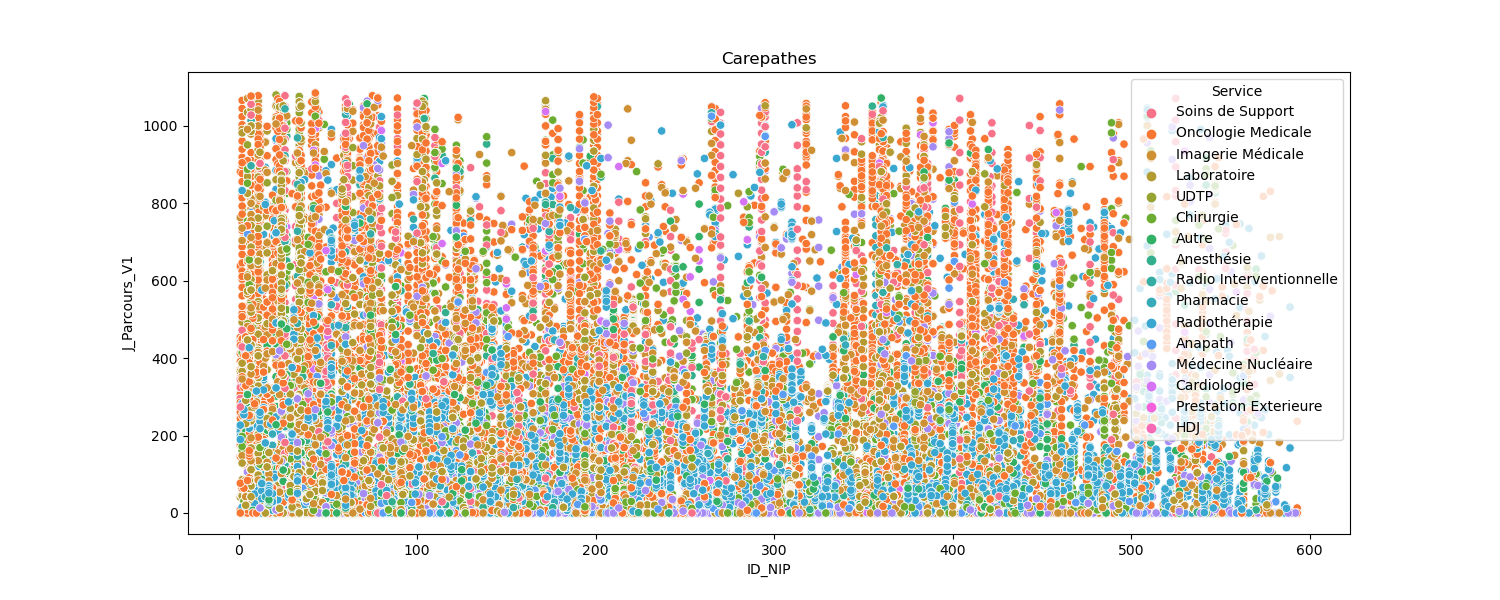 Carepathes
J_Parcours_V1
1000
800
600
400
200
0
0 100 200 300 400 500 600
ID_NIP
Service
Soins de Support
Oncologie Medicale
Imagerie Médicale
Laboratoire
UDTP
Chirurgie
Autre
Anesthésie
Radio Interventionnelle
Pharmacie
Radiothérapie
Anapath
Médecine Nucléaire
Cardiologie
Prestation Exterieure
HDJ